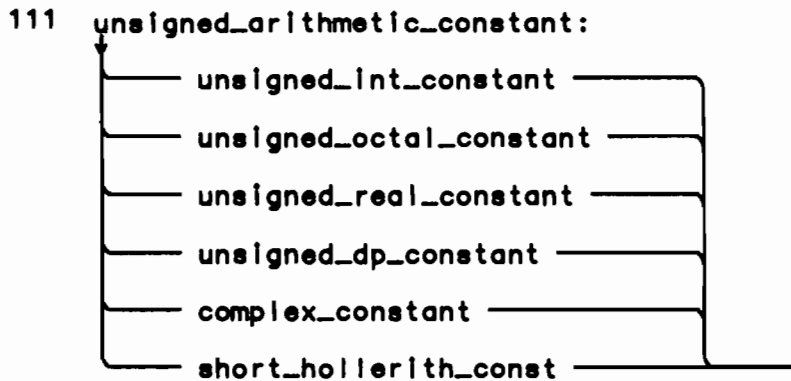 111 unsigned_arithmetic_constant:
unsigned_int_constant
unsigned_octal_constant
unsigned_real_constant
unsigned_dp_constant
complex_constant
short_hollerith_const